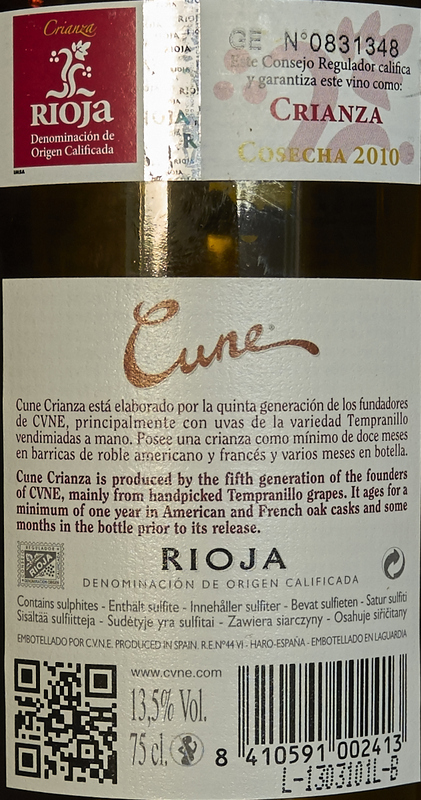 Crianza
RIOJA
Denominación de
Origen Calificada
GE N°0831348
Este Consejo Regulador califica
y garantiza este vino como:
CRIANZA
COSECHA 2010
Cune
Cune Crianza está elaborado por la quinta generación de los fundadores
de CVNE, principalmente con uvas de la variedad Tempranillo
vendimiadas a mano. Posee una crianza como mínimo de doce meses
en barricas de roble americano y francés y varios meses en botella.
Cune Crianza is produced by the fifth generation of the founders
of CVNE, mainly from handpicked Tempranillo grapes. It ages for a
minimum of one year in American and French oak casks and some
months in the bottle prior to its release.
RIOJA
RIOJA
DENOMINACIÓN DE ORIGEN CALIFICADA
Contains sulphites - Enthält sulfite - Innehåller sulfiter - Bevat sulfieten - Satur sulfiti
Sisältää sulfiitteja - Sudėtyje yra sulfitai - Zawiera siarczyny - Osahuje siřičitany
EMBOTELLADO POR C.V.N.E. PRODUCED IN SPAIN. R.E.Nº44 VI - HARO-ESPAÑA - EMBOTELLADO EN LAGUARDIA
www.cvne.com
13,5% Vol.
75 cl.
8 410591 002413
L-1303101L-B